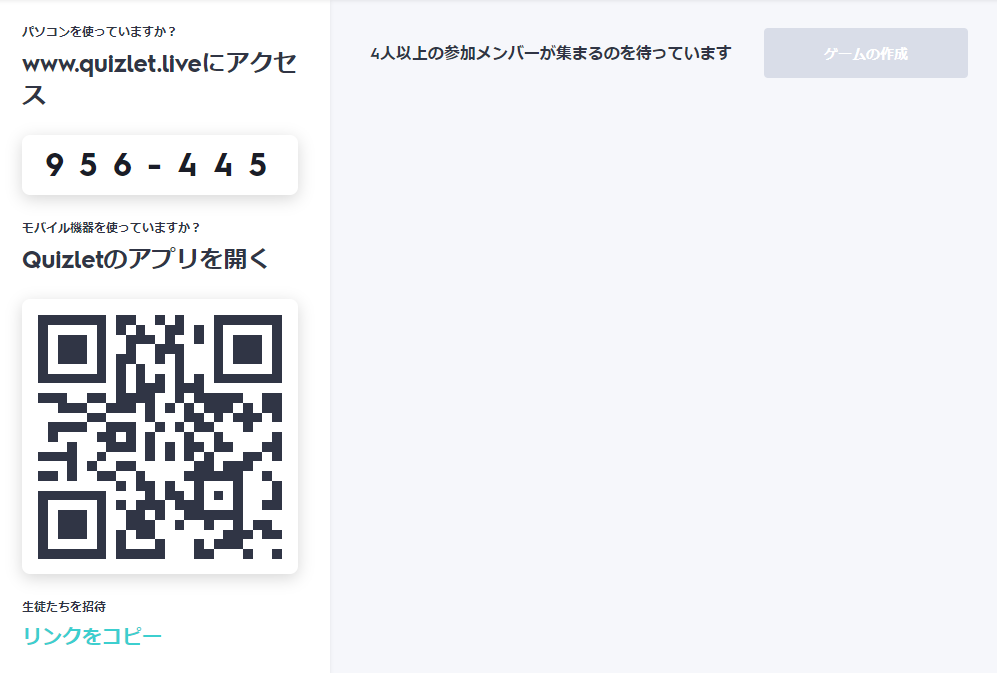 パソコンを使っていますか？
www.quizlet.liveにアクセ
ス
956-445
モバイル機器を使っていますか？
Quizletのアプリを開く
生徒たちを招待
リンクをコピー
4人以上の参加メンバーが集まるのを待っています
ゲームの作成